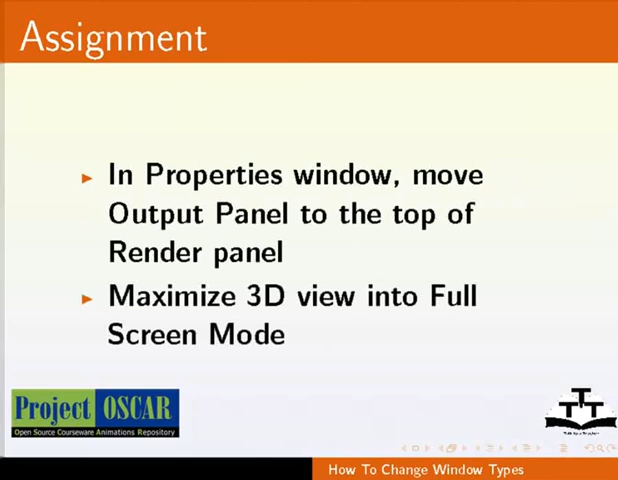 Assignment
In Properties window, move
Output Panel to the top of
Render panel
Maximize 3D view into Full
Screen Mode
Project OSCAR
Open Source Courseware Animations Repository
TTT
How To Change Window Types